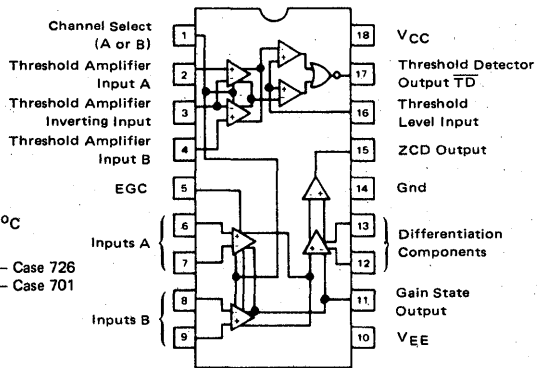 Channel Select
(A or B)
Threshold Amplifier
Input A
Threshold Amplifier
Inverting Input
Threshold Amplifier
Input B
EGC
Inputs A
Inputs B
°C
– Case 726
– Case 701
1
2
3
4
5
6
7
8
9
18
17
16
15
14
13
12
11
10
VCC
Threshold Detector
Output TD
Threshold
Level Input
ZCD Output
Gnd
Differentiation
Components
Gain State
Output
VEE